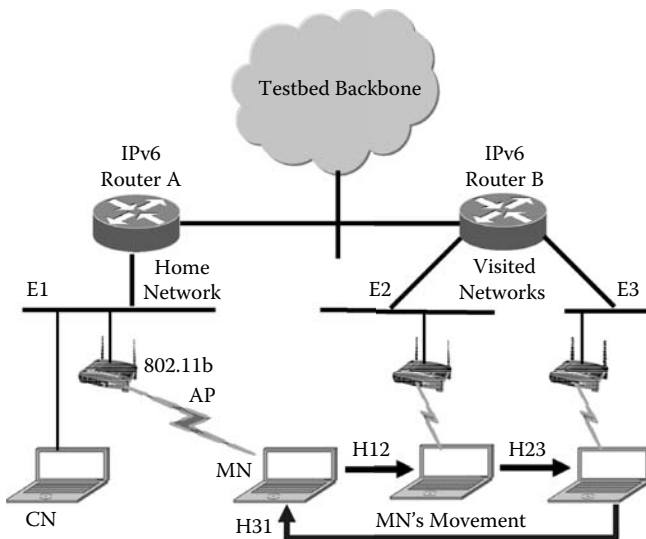 Testbed Backbone
IPv6
Router A
IPv6
Router B
E1
Home
Network
E2
Visited
Networks
E3
802.11b
AP
MN
H12
H23
CN
H31
MN's Movement